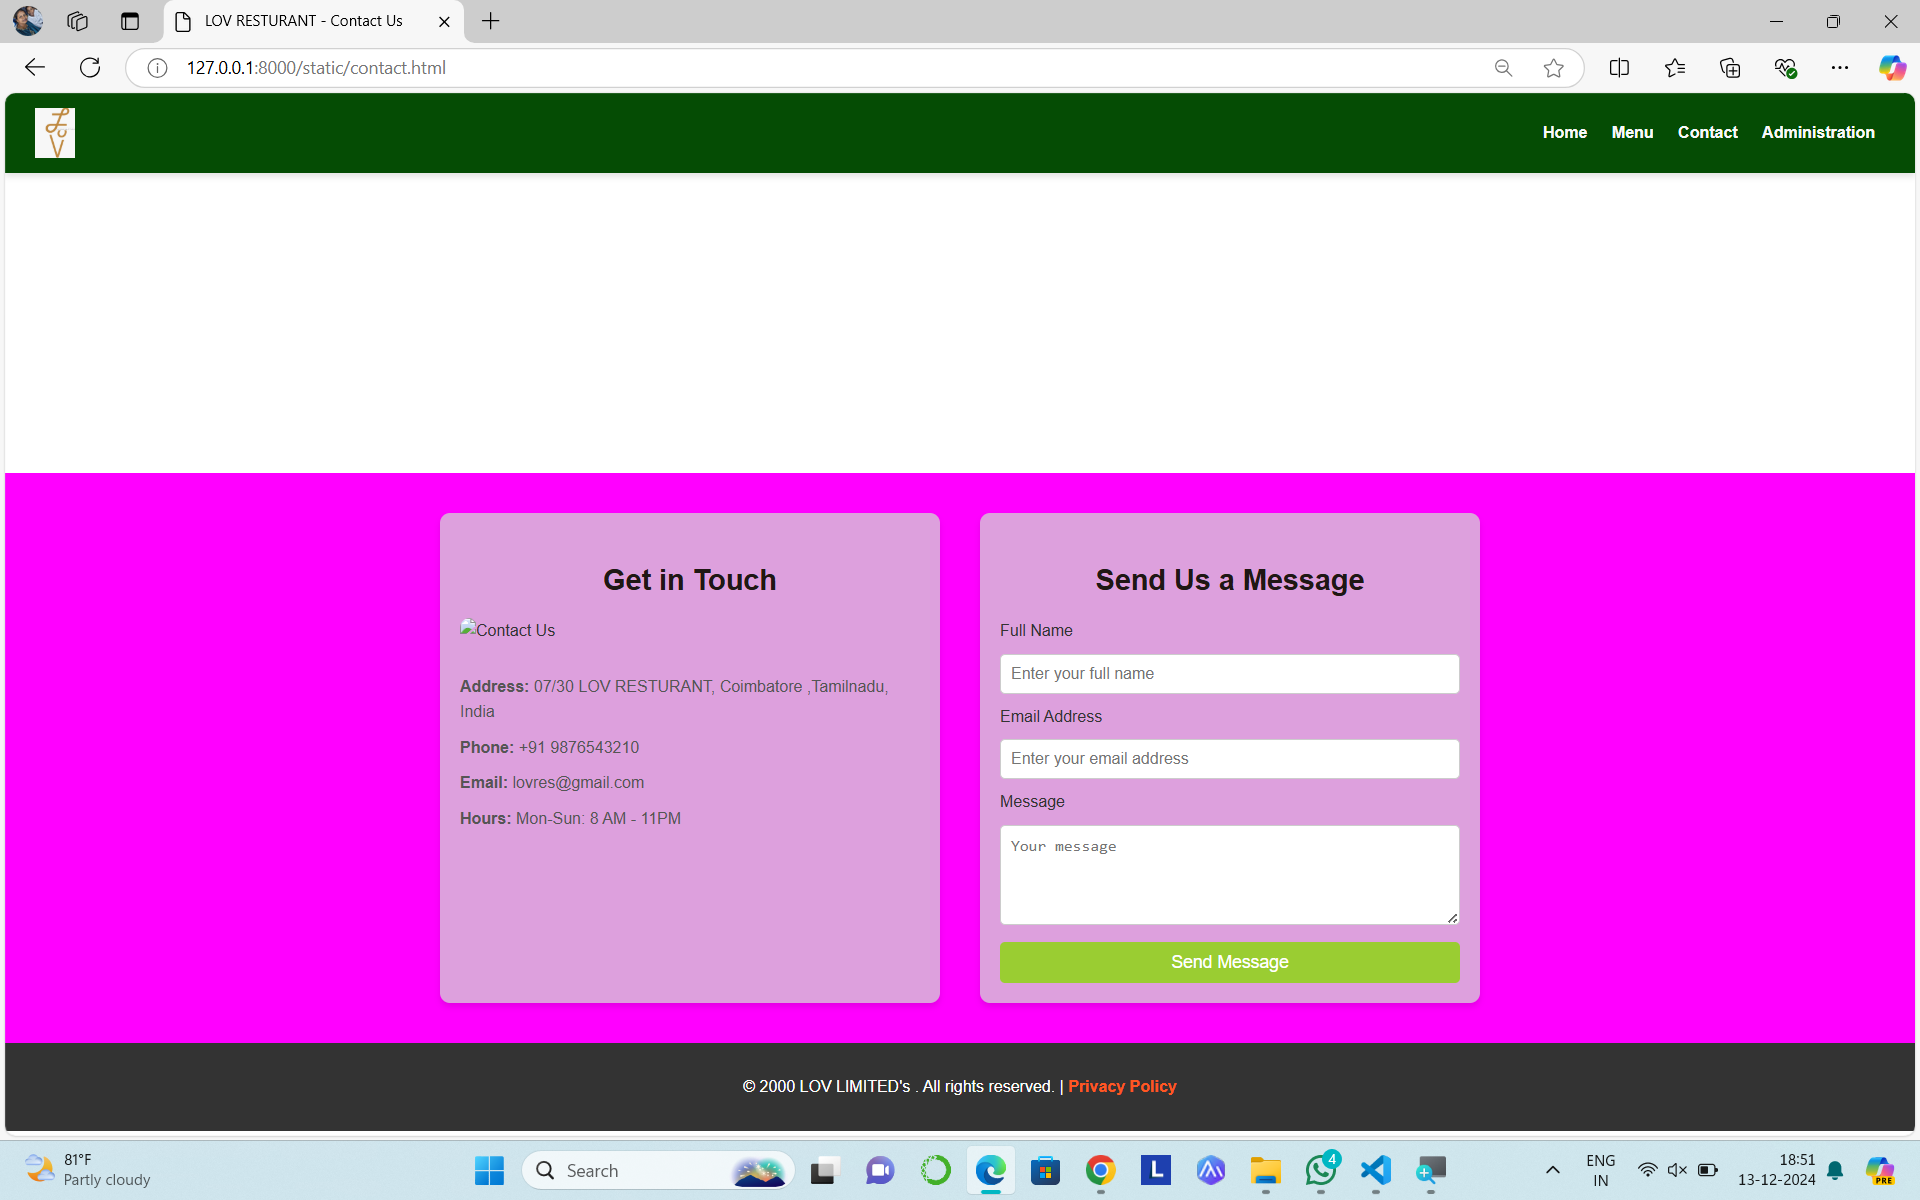 LOV RESTURANT - Contact Us
127.0.0.1:8000/static/contact.html
LOV
Home Menu Contact Administration
Get in Touch
Contact Us
Address: 07/30 LOV RESTURANT, Coimbatore ,Tamilnadu,
India
Phone: +91 9876543210
Email: lovres@gmail.com
Hours: Mon-Sun: 8 AM - 11PM
Send Us a Message
Full Name
Enter your full name
Email Address
Enter your email address
Message
Your message
Send Message
© 2000 LOV LIMITED's . All rights reserved. | Privacy Policy
81°F
Partly cloudy
Search
L
4
ENG
IN
18:51
13-12-2024
PRE